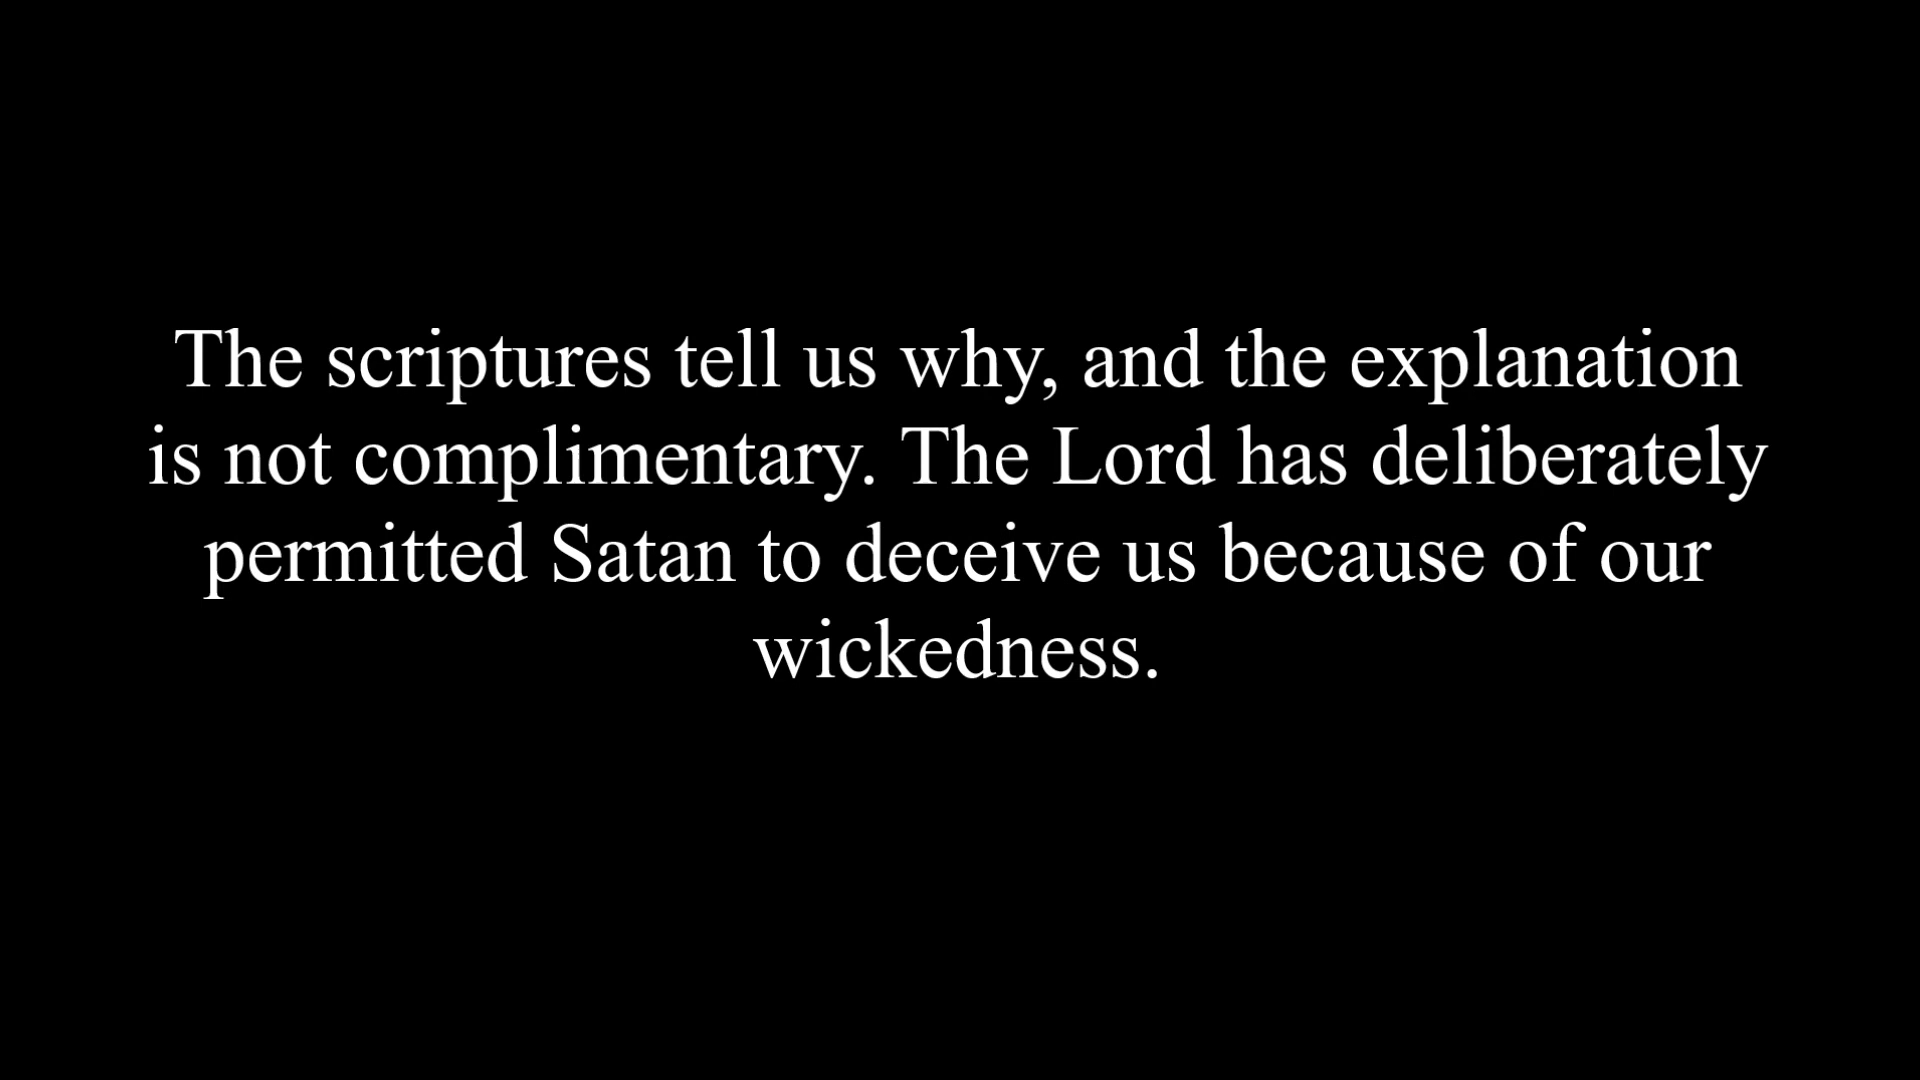 The scriptures tell us why, and the explanation
is not complimentary. The Lord has deliberately
permitted Satan to deceive us because of our
wickedness.